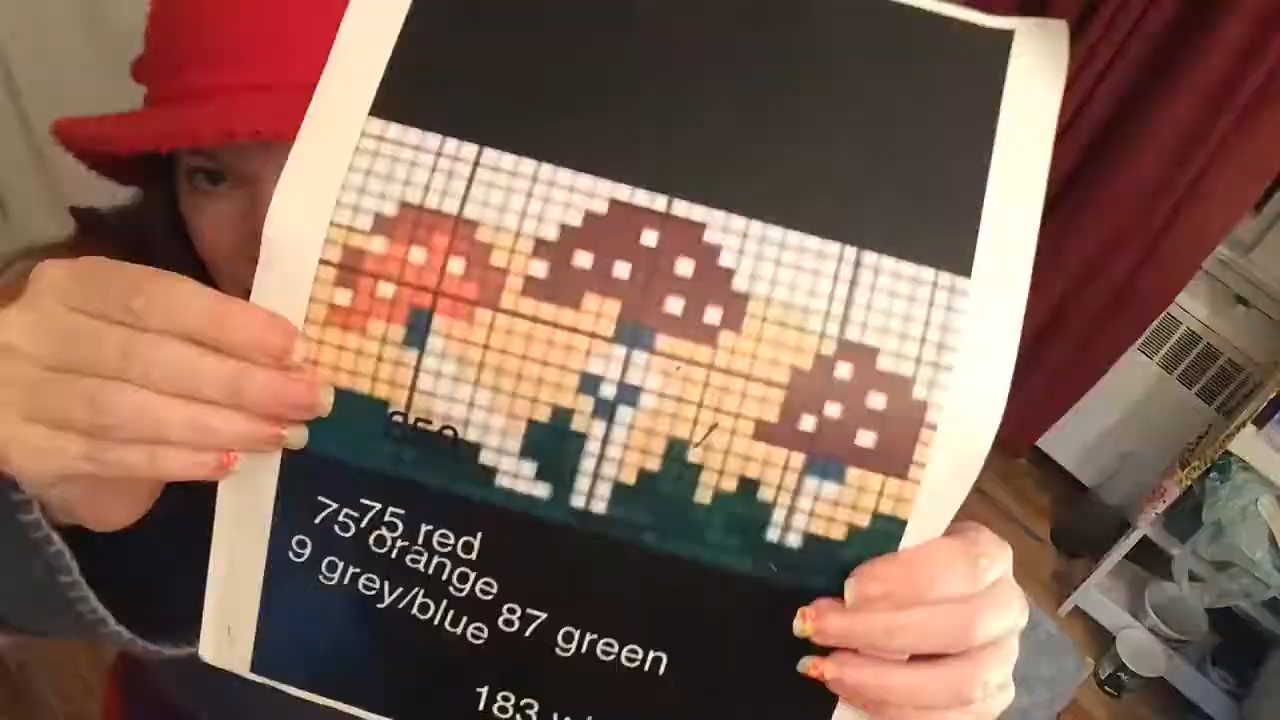 75 red
75 orange
9 grey/blue
87 green
183